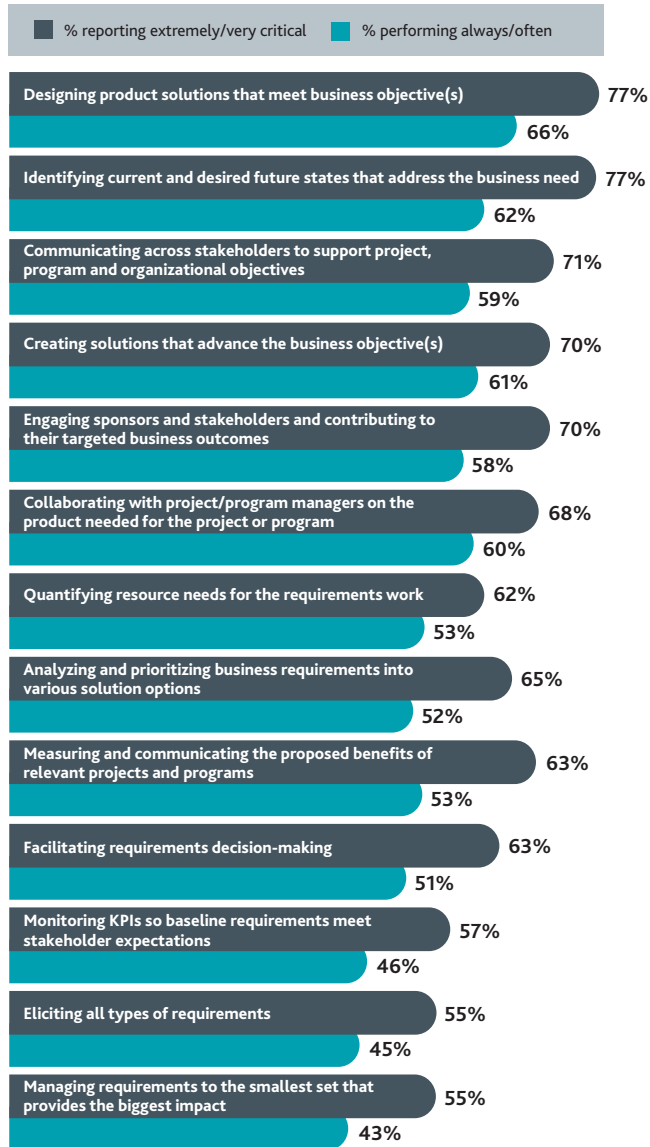 % reporting extremely/very critical % performing always/often
Designing product solutions that meet business objective(s) 77%
66%
Identifying current and desired future states that address the business need 77%
62%
Communicating across stakeholders to support project,
program and organizational objectives 71%
59%
Creating solutions that advance the business objective(s) 70%
61%
Engaging sponsors and stakeholders and contributing to
their targeted business outcomes 70%
58%
Collaborating with project/program managers on the
product needed for the project or program 68%
60%
Quantifying resource needs for the requirements work 62%
53%
Analyzing and prioritizing business requirements into
various solution options 65%
52%
Measuring and communicating the proposed benefits of
relevant projects and programs 63%
53%
Facilitating requirements decision-making 63%
51%
Monitoring KPIs so baseline requirements meet
stakeholder expectations 57%
46%
Eliciting all types of requirements 55%
45%
Managing requirements to the smallest set that
provides the biggest impact 55%
43%